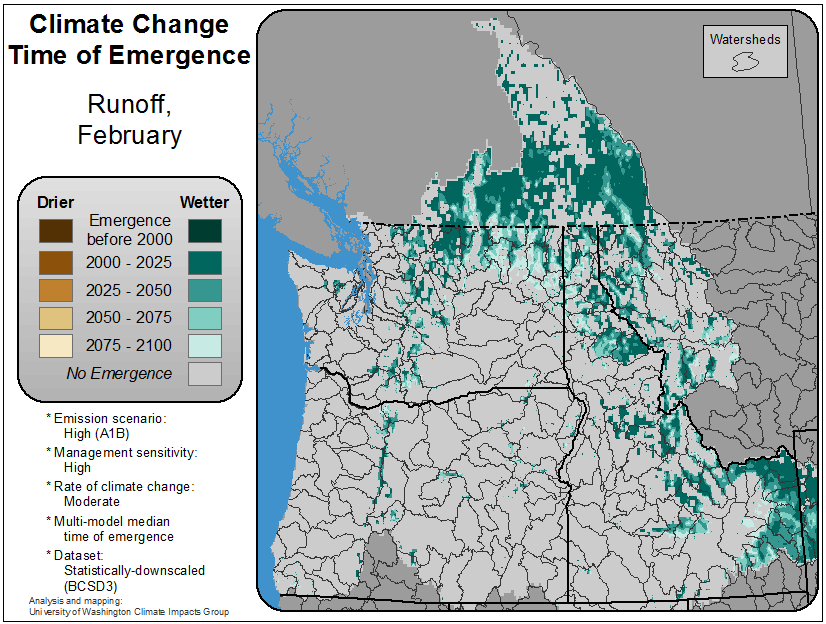 Climate Change
Time of Emergence
Runoff,
February
Drier
Wetter
Emergence
before 2000
2000 - 2025
2025 - 2050
2050 - 2075
2075 - 2100
No Emergence
* Emission scenario:
High (A1B)
* Management sensitivity:
High
* Rate of climate change:
Moderate
* Multi-model median
time of emergence
* Dataset:
Statistically-downscaled
(BCSD3)
Analysis and mapping:
University of Washington Climate Impacts Group
Watersheds